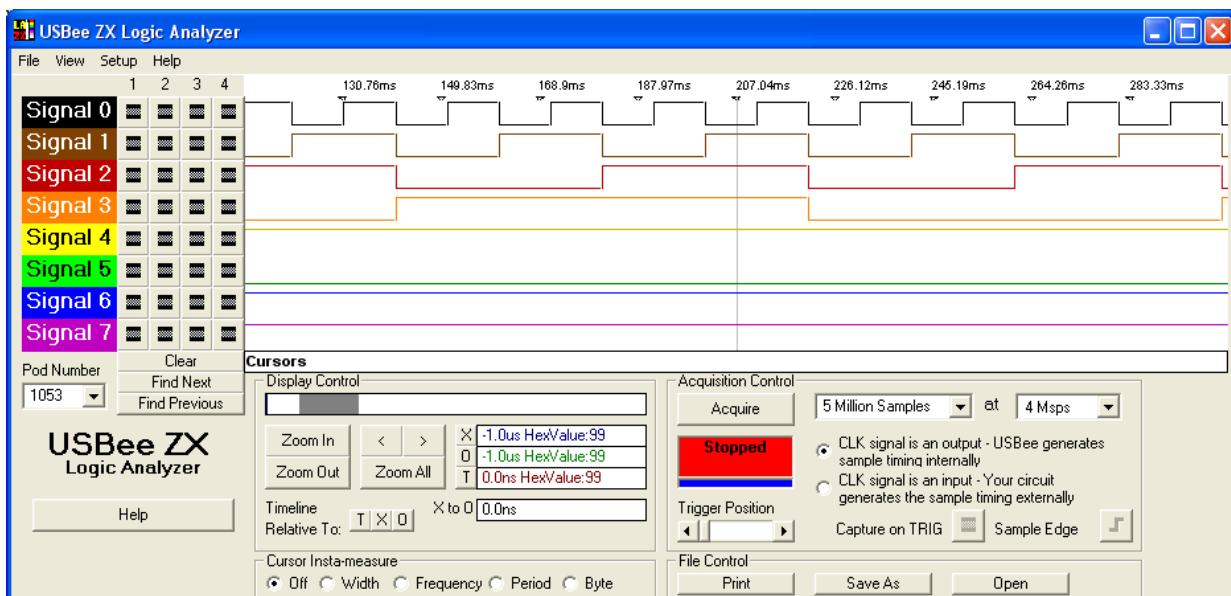 USBee ZX Logic Analyzer
File View Setup Help
1 2 3 4
130.76ms 149.83ms 168.9ms 187.97ms 207.04ms 226.12ms 245.19ms 264.26ms 283.33ms
Signal 0
Signal 1
Signal 2
Signal 3
Signal 4
Signal 5
Signal 6
Signal 7
Clear
Find Next
Find Previous
Pod Number
1053
USBee ZX
Logic Analyzer
Help
Cursors
Display Control
Zoom In < > X -1.0us HexValue:99
O -1.0us HexValue:99
Zoom Out Zoom All T 0.0ns HexValue:99
Timeline
Relative To: T X O X to O 0.0ns
Cursor Insta-measure
Off Width Frequency Period Byte
Acquisition Control
Acquire 5 Million Samples at 4 Msps
Stopped
CLK signal is an output - USBee generates
sample timing internally
CLK signal is an input - Your circuit
generates the sample timing externally
Trigger Position
Capture on TRIG Sample Edge
File Control
Print Save As Open